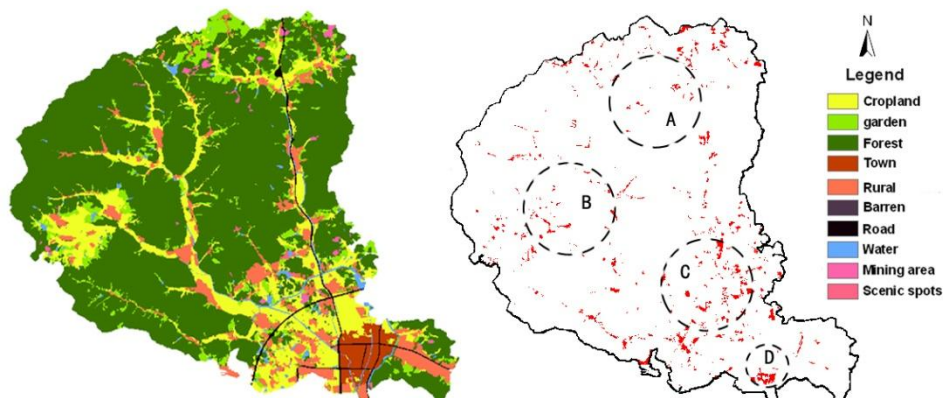 N
Legend
Cropland
garden
Forest
Town
Rural
Barren
Road
Water
Mining area
Scenic spots
A
B
C
D